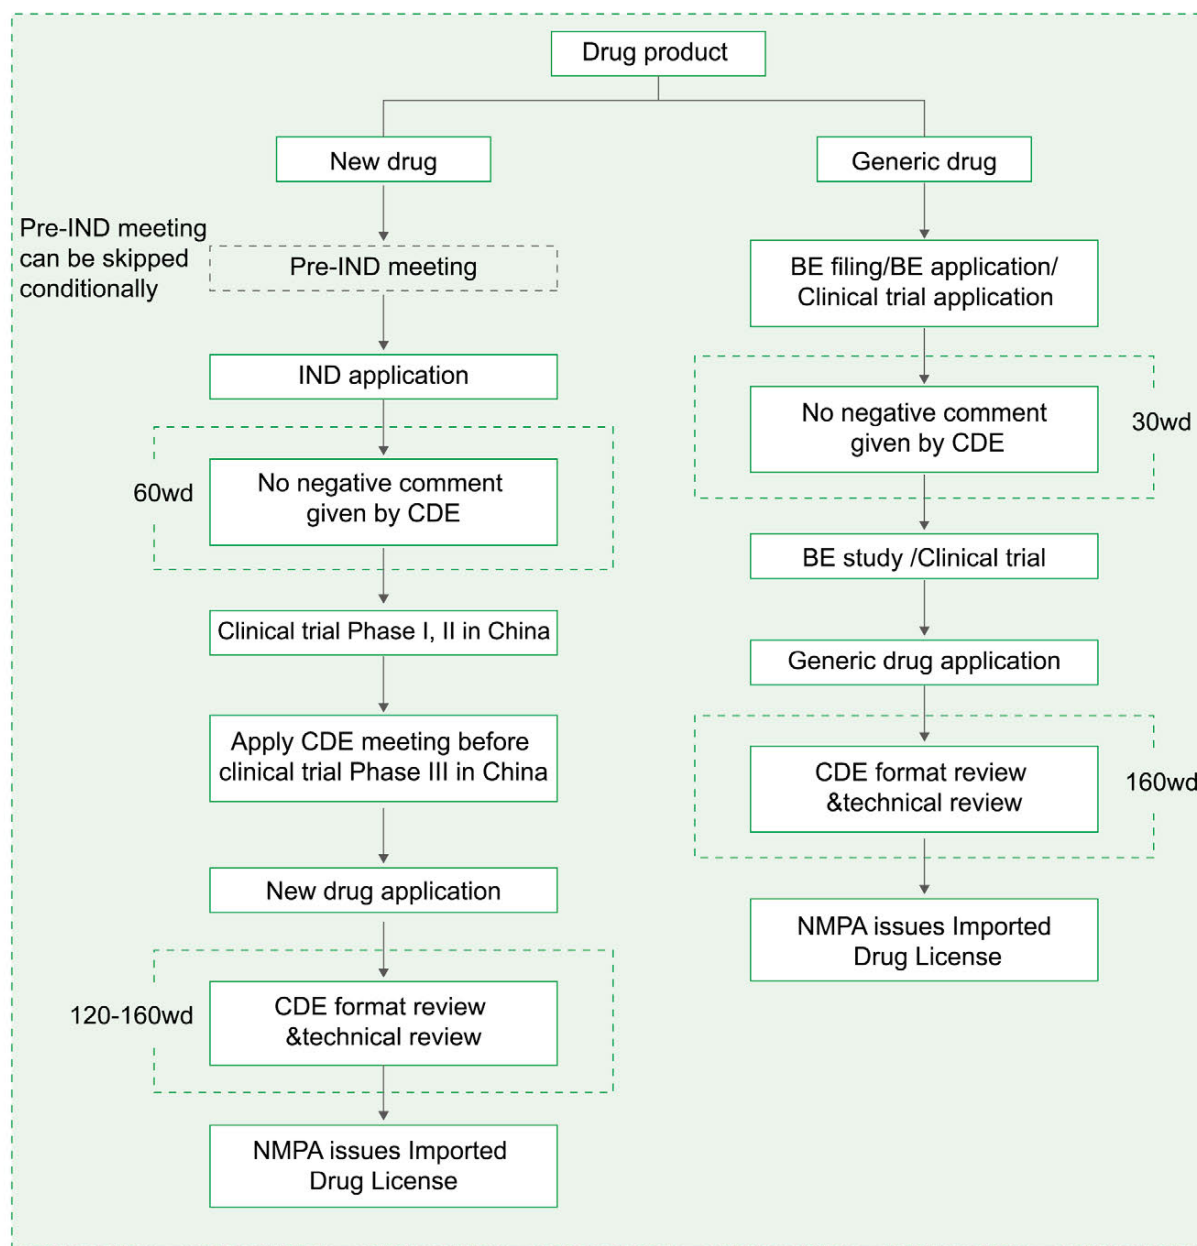 Drug product
New drug
Pre-IND meeting
can be skipped
conditionally
Pre-IND meeting
IND application
60wd
No negative comment
given by CDE
Clinical trial Phase I, II in China
Apply CDE meeting before
clinical trial Phase III in China
New drug application
120-160wd
CDE format review
&technical review
NMPA issues Imported
Drug License
Generic drug
BE filing/BE application/
Clinical trial application
No negative comment
given by CDE
30wd
BE study /Clinical trial
Generic drug application
CDE format review
&technical review
160wd
NMPA issues Imported
Drug License